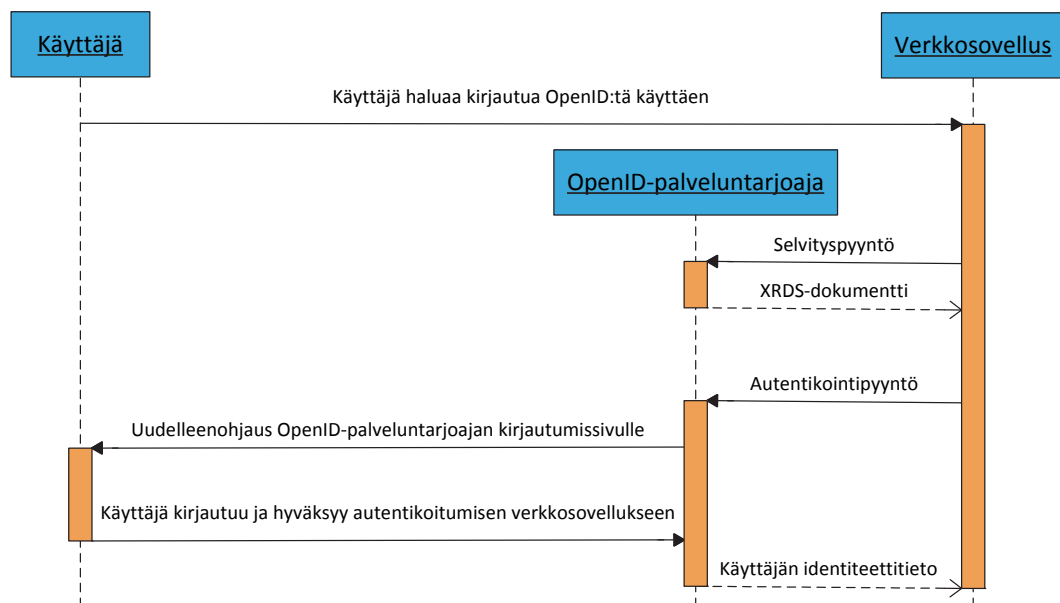 Käyttäjä
Verkkosovellus
Käyttäjä haluaa kirjautua OpenID:tä käyttäen
OpenID-palveluntarjoaja
Selvityspyyntö
XRDS-dokumentti
Autentikointipyyntö
Uudelleenohjaus OpenID-palveluntarjoajan kirjautumissivulle
Käyttäjä kirjautuu ja hyväksyy autentikoitumisen verkkosovellukseen
Käyttäjän identiteettitieto